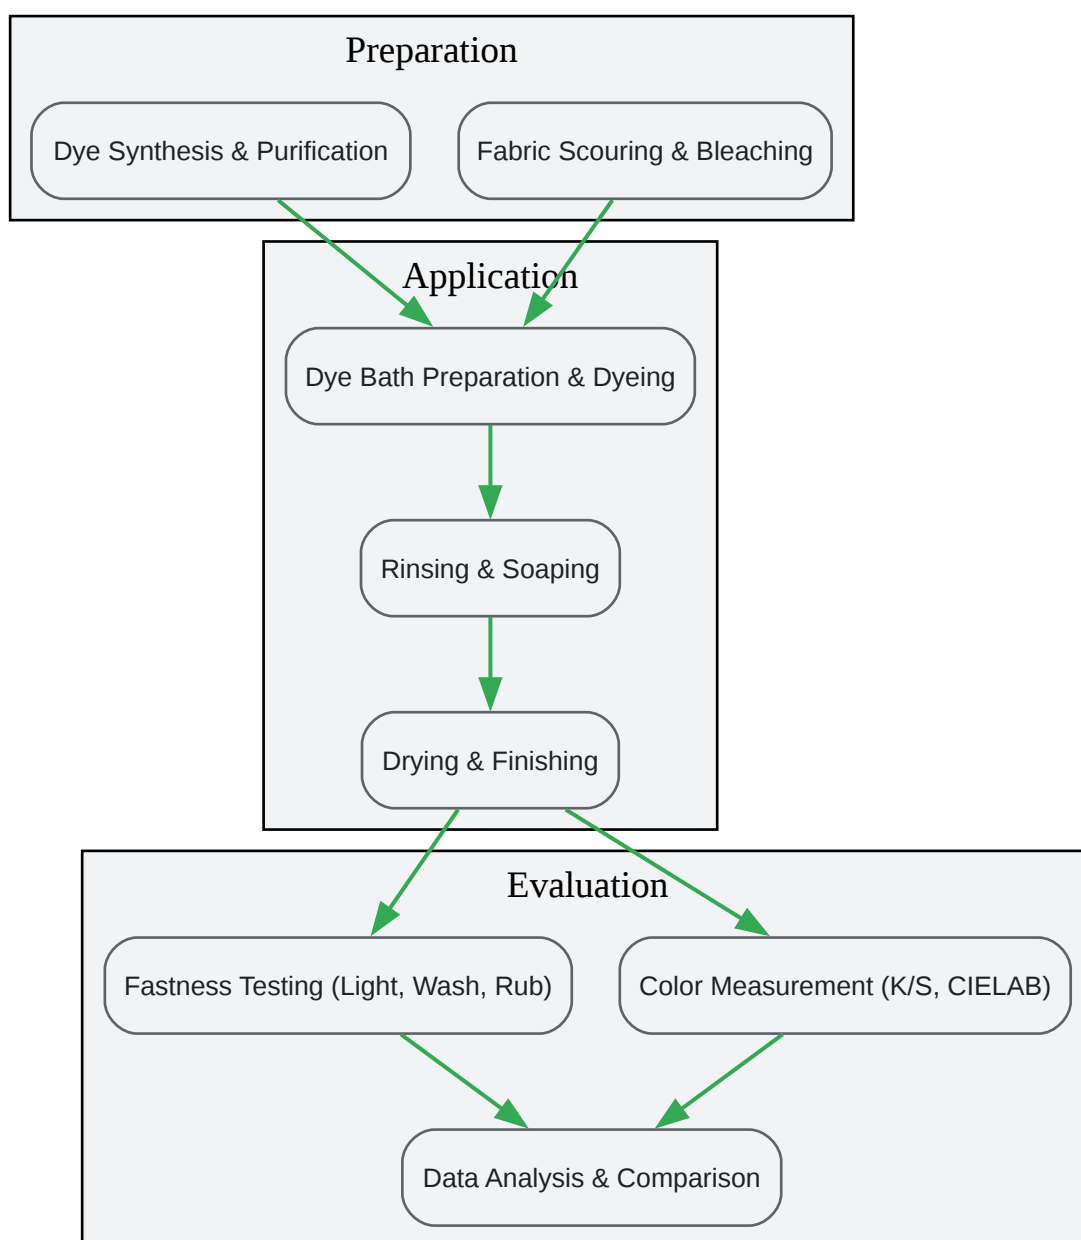 Preparation
Dye Synthesis & Purification
Fabric Scouring & Bleaching
Application
Dye Bath Preparation & Dyeing
Rinsing & Soaping
Drying & Finishing
Evaluation
Fastness Testing (Light, Wash, Rub)
Color Measurement (K/S, CIELAB)
Data Analysis & Comparison